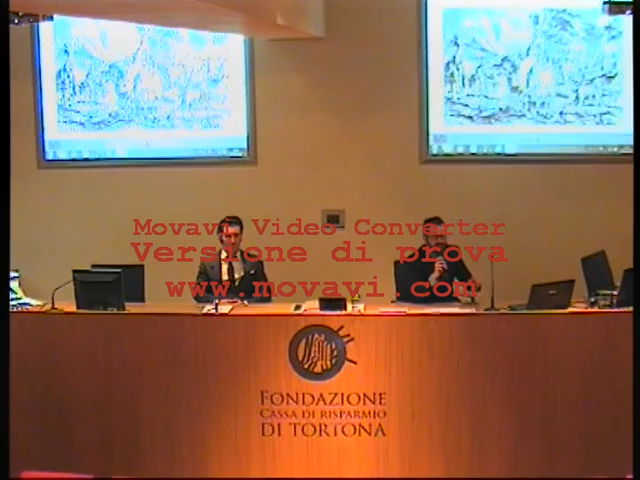 Movavi Video Converter
Versione di prova
www.movavi.com
FONDAZIONE
CASSA DI RISPARMIO
DI TORTONA